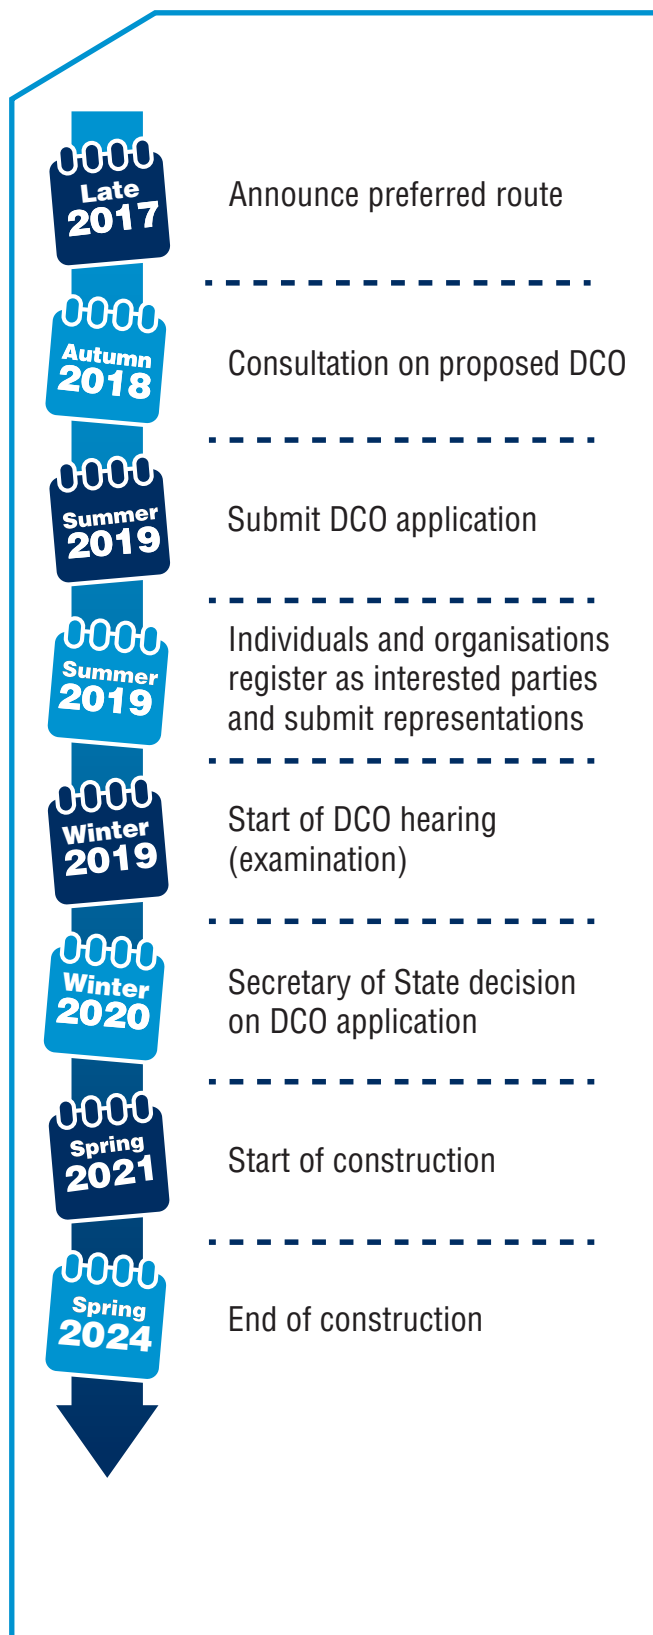 Late
2017
Announce preferred route
Autumn
2018
Consultation on proposed DCO
Summer
2019
Submit DCO application
Summer
2019
Individuals and organisations
register as interested parties
and submit representations
Winter
2019
Start of DCO hearing
(examination)
Winter
2020
Secretary of State decision
on DCO application
Spring
2021
Start of construction
Spring
2024
End of construction